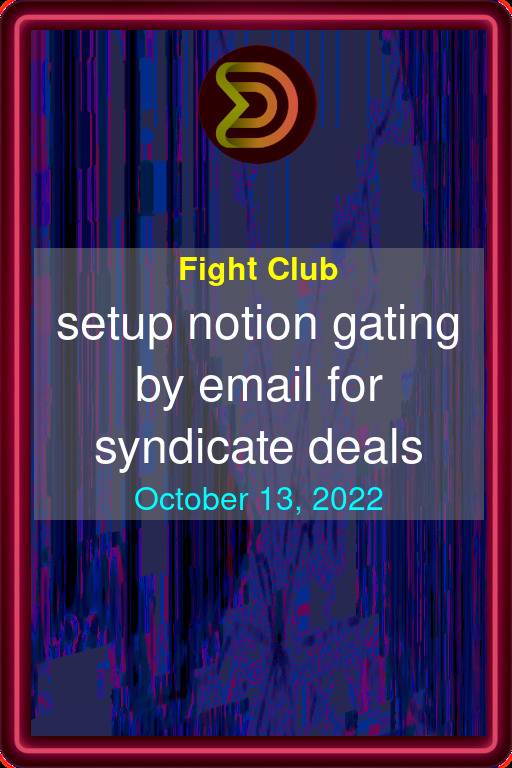 Fight Club
setup notion gating
by email for
syndicate deals
October 13, 2022